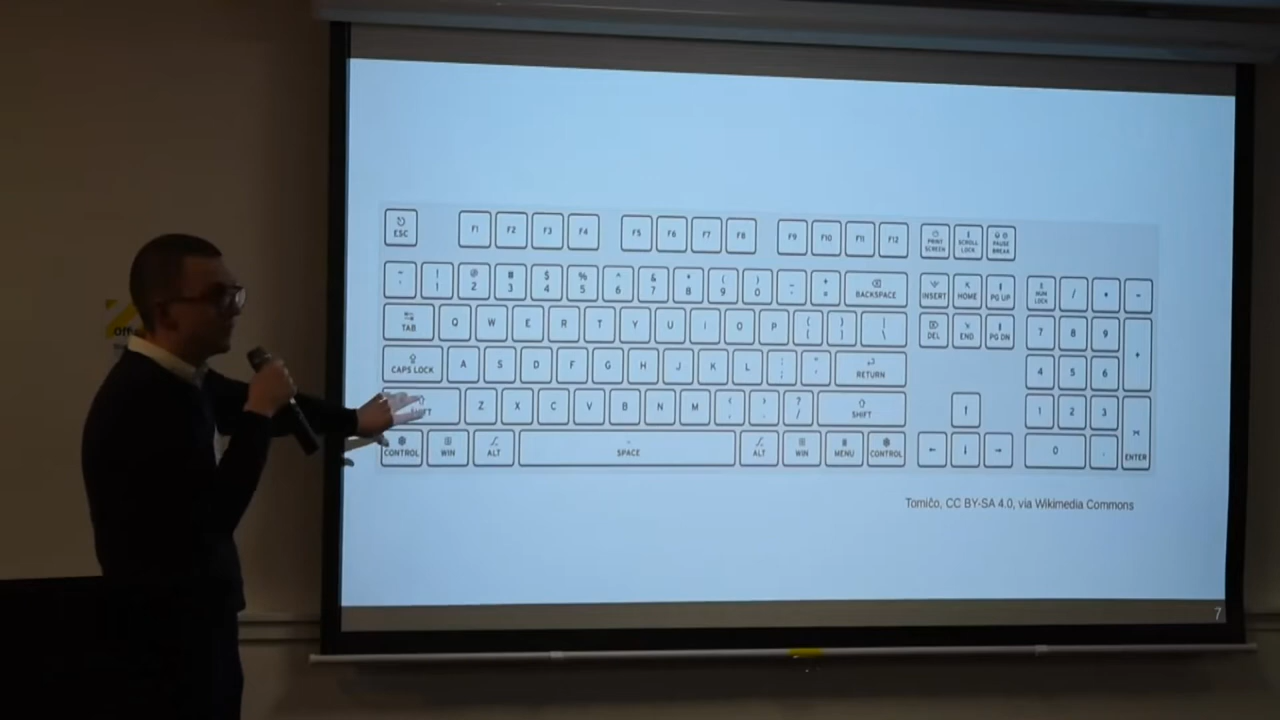 ESC F1 F2 F3 F4 F5 F6 F7 F8 F9 F10 F11 F12 PRINT SCREEN SCROLL LOCK PAUSE BREAK
! 1 @ 2 # 3 $ 4 % 5 ^ 6 & 7 * 8 ( 9 ) 0 BACKSPACE INSERT HOME PG UP NUM LOCK / * -
TAB Q W E R T Y U I O P | \ DEL END PG DN 7 8 9 +
CAPS LOCK A S D F G H J K L : ; RETURN 4 5 6
SHIFT Z X C V B N M ? / SHIFT ↑ 1 2 3
CONTROL WIN ALT SPACE ALT WIN MENU CONTROL ← ↓ → 0 . ENTER
Tomičo, CC BY-SA 4.0, via Wikimedia Commons
7